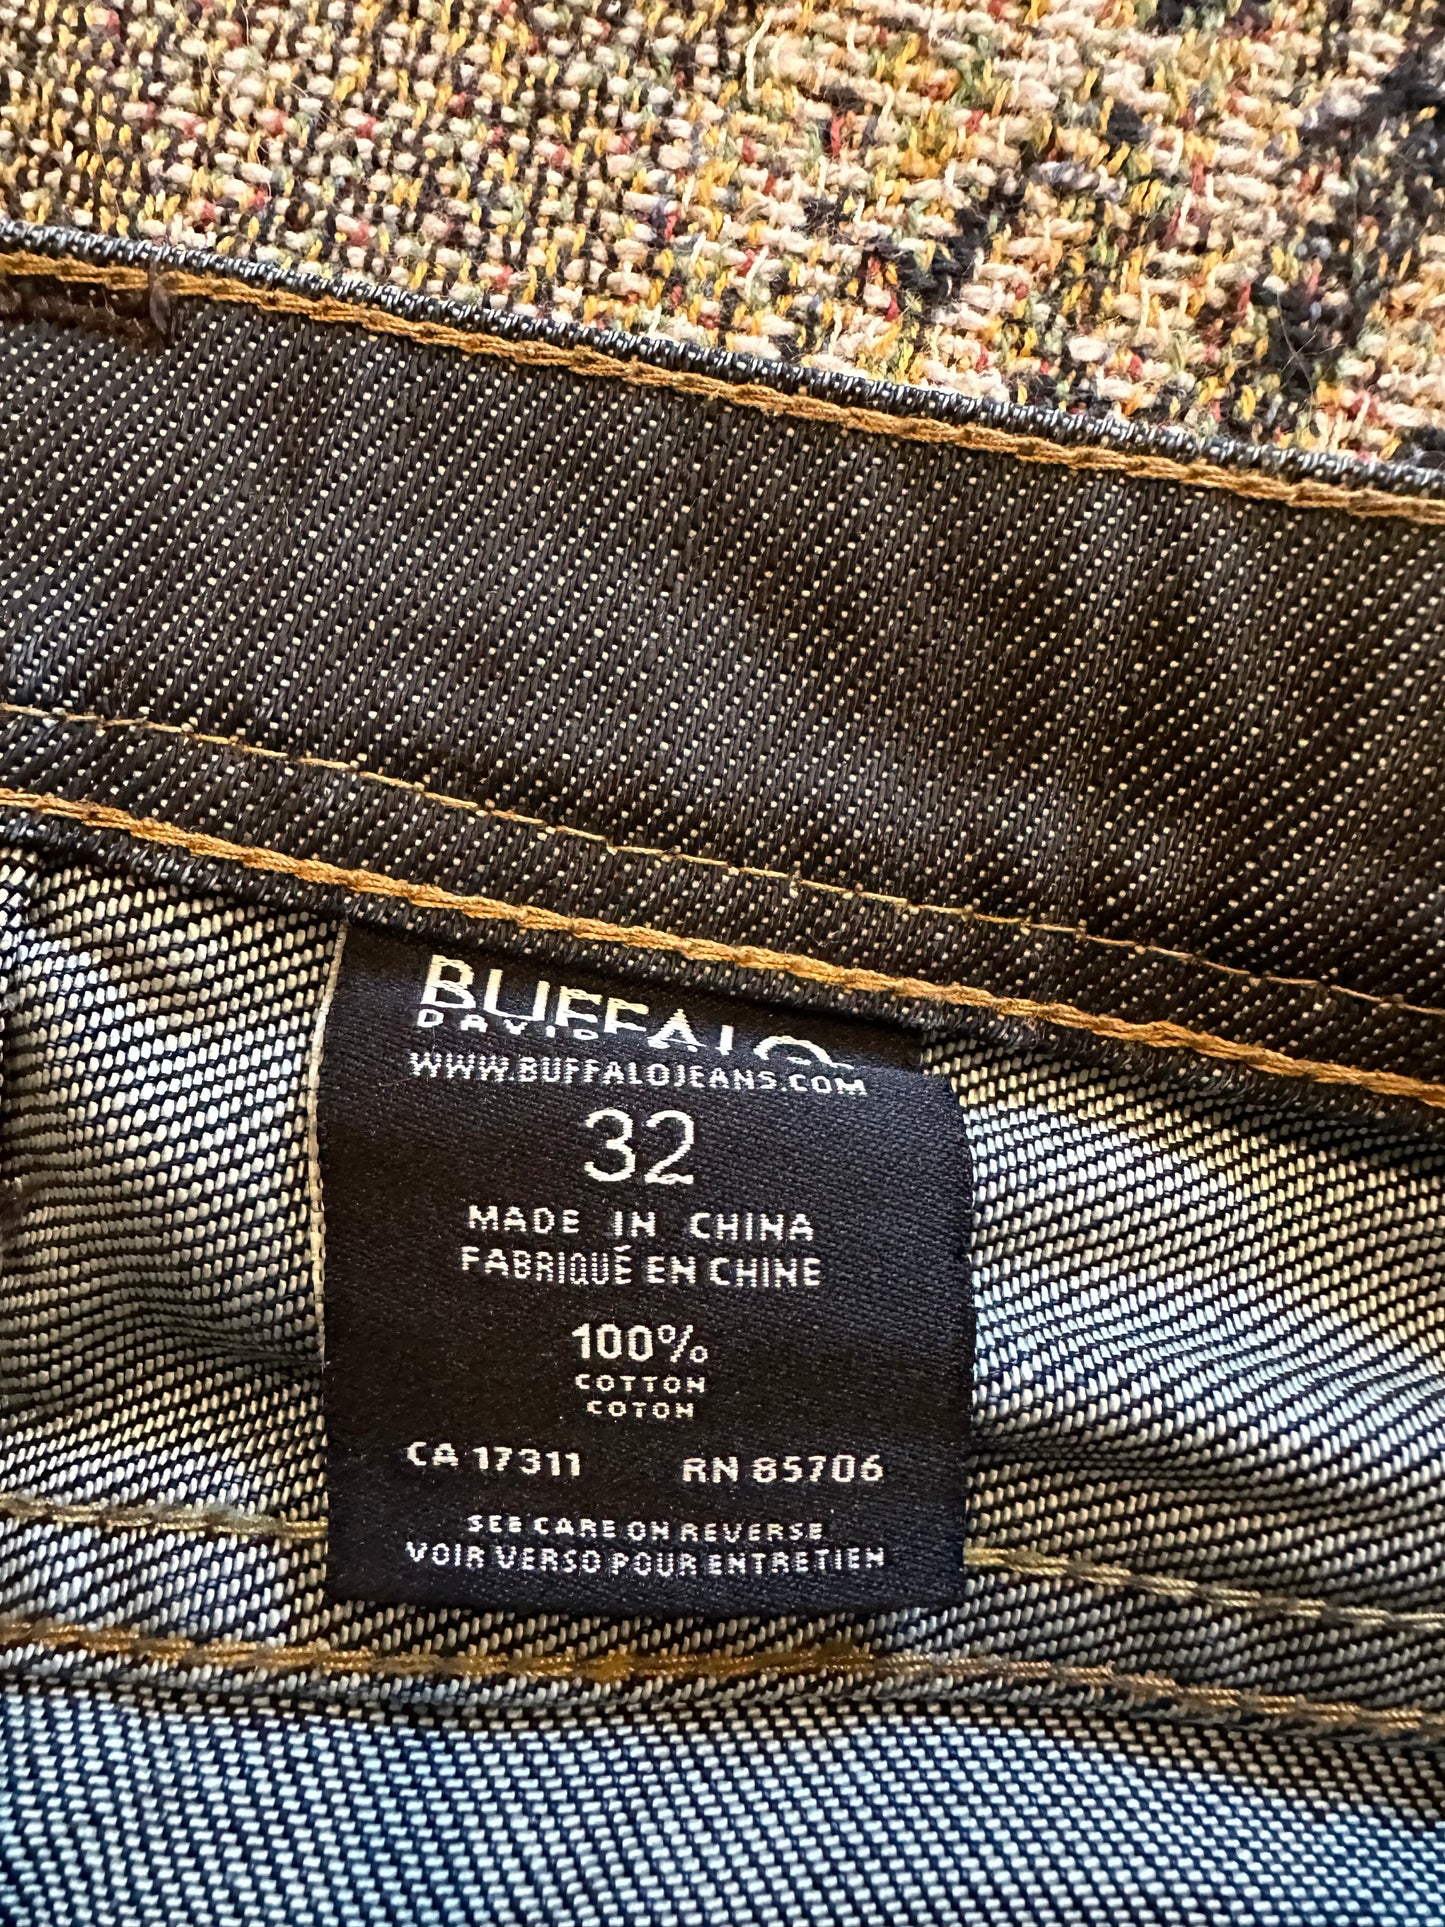 BUFFALO
DAVID
WWW.BUFFALOJEANS.COM
32
MADE IN CHINA
FABRIQUÉ EN CHINE
100%
COTTON
COTON
CA 17311 RN 85706
SEE CARE ON REVERSE
VOIR VERSO POUR ENTRETIEN